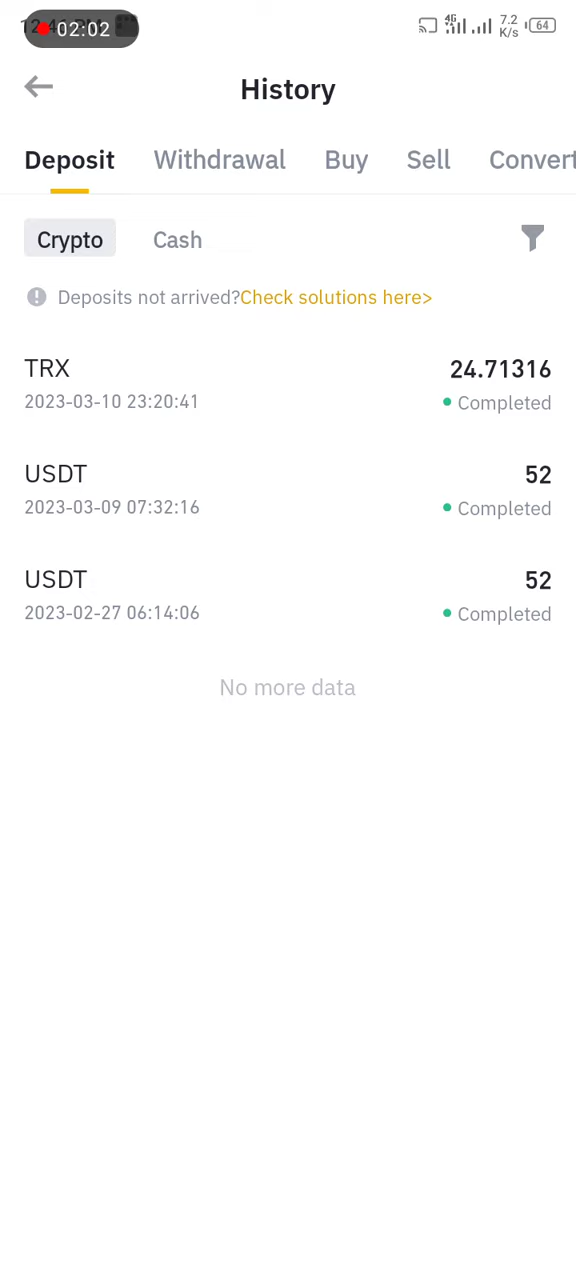 02:02
4G
7.2
K/s
64
History
Deposit Withdrawal Buy Sell Convert
Crypto Cash
Deposits not arrived?Check solutions here>
TRX 24.71316
2023-03-10 23:20:41 Completed
USDT 52
2023-03-09 07:32:16 Completed
USDT 52
2023-02-27 06:14:06 Completed
No more data